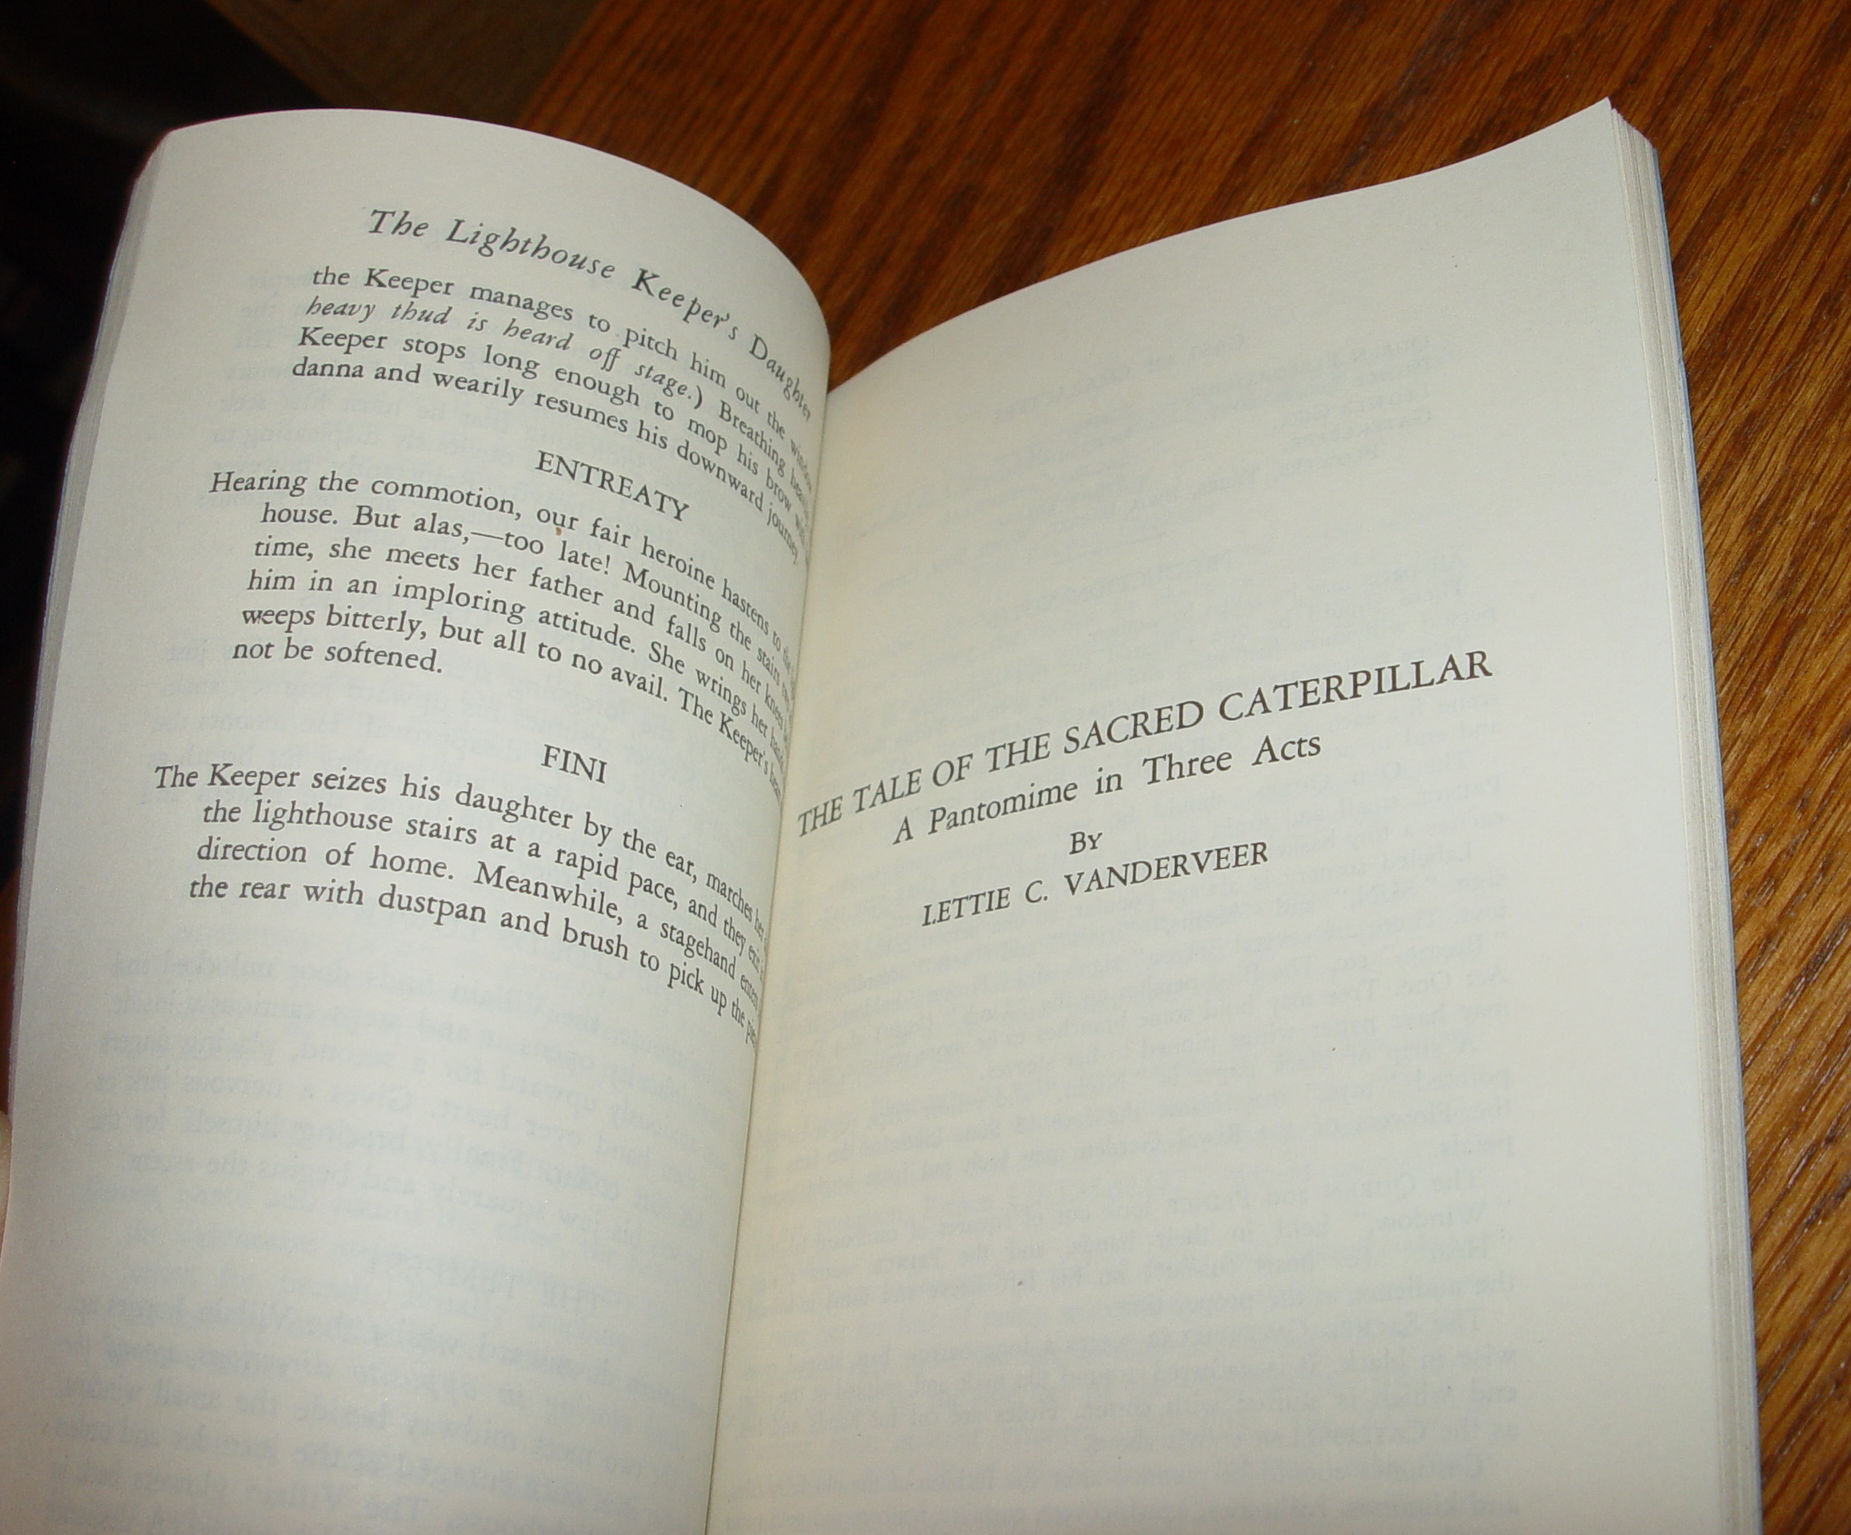 The Lighthouse Keeper's Daughter
the Keeper manages to pitch him out the window
heavy thud is heard off stage.) Breathing
Keeper stops long enough to mop his brow
danna and wearily resumes his downward journey.
ENTREATY
Hearing the commotion, our fair heroine hastens to the
house. But alas,—too late! Mounting the stairs
time, she meets her father and falls on her knees
him in an imploring attitude. She wrings her
weeps bitterly, but all to no avail. The Keeper's
not be softened.
FINI
The Keeper seizes his daughter by the ear, marches her
the lighthouse stairs at a rapid pace, and they exit
direction of home. Meanwhile, a stagehand
the rear with dustpan and brush to pick up the
THE TALE OF THE SACRED CATERPILLAR
A Pantomime in Three Acts
By
LETTIE C. VANDERVEER